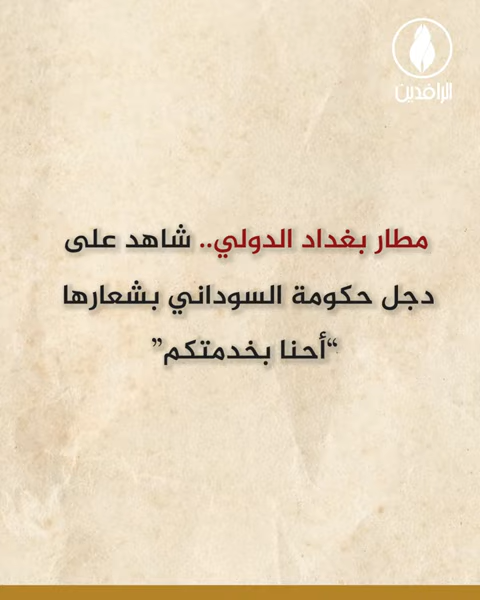 الرافدين
مطار بغداد الدولي.. شاهد على
دجل حكومة السوداني بشعارها
“أحنا بخدمتكم”